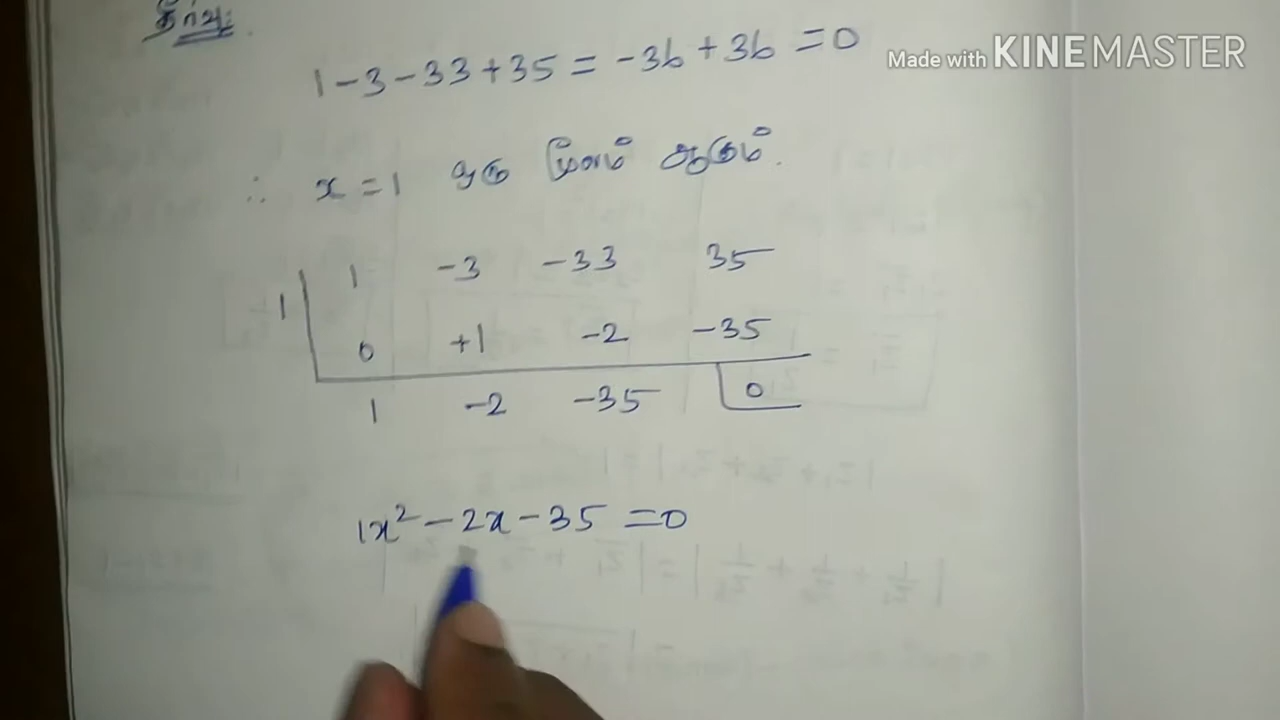 தீர்வு:
1 - 3 - 33 + 35 = -36 + 36 = 0
Made with KINEMASTER
∴ x = 1 ஒரு மூலம் ஆகும்.
1 -3 -33 35
1
0 +1 -2 -35
1 -2 -35 0
1x² - 2x - 35 = 0